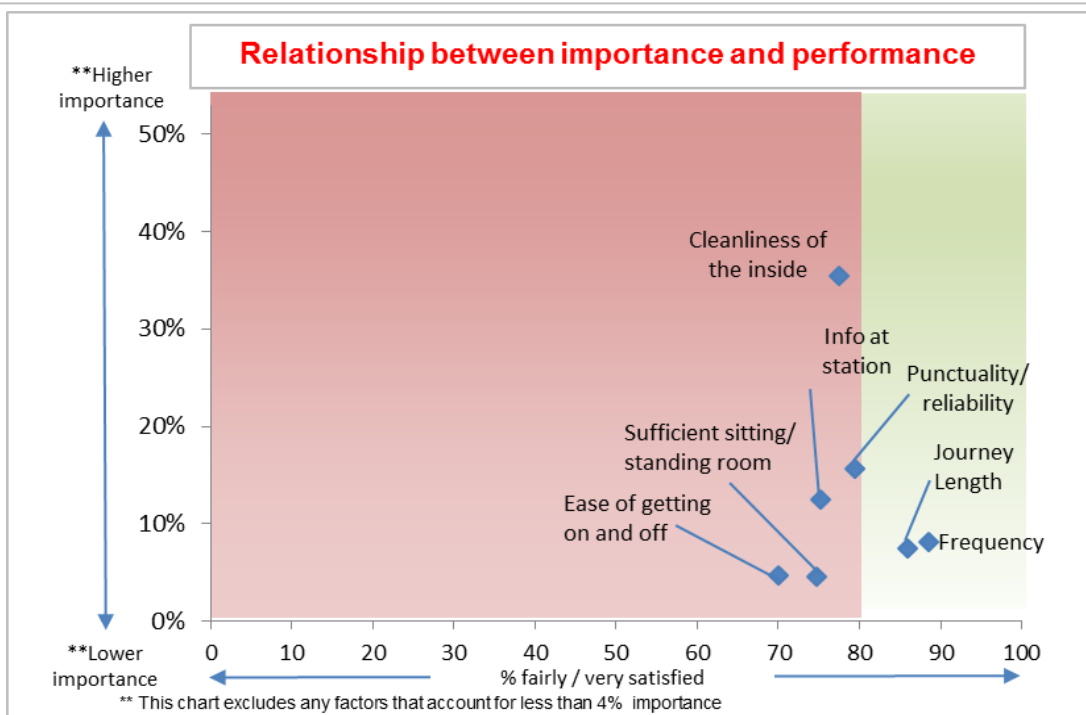 Relationship between importance and performance
**Higher
importance
50%
40%
30%
20%
10%
0%
Cleanliness of
the inside
Info at
station
Punctuality/
reliability
Sufficient sitting/
standing room
Journey
Length
Ease of getting
on and off
Frequency
**Lower
importance
0 10 20 30 40 50 60 70 80 90 100
% fairly / very satisfied
** This chart excludes any factors that account for less than 4% importance